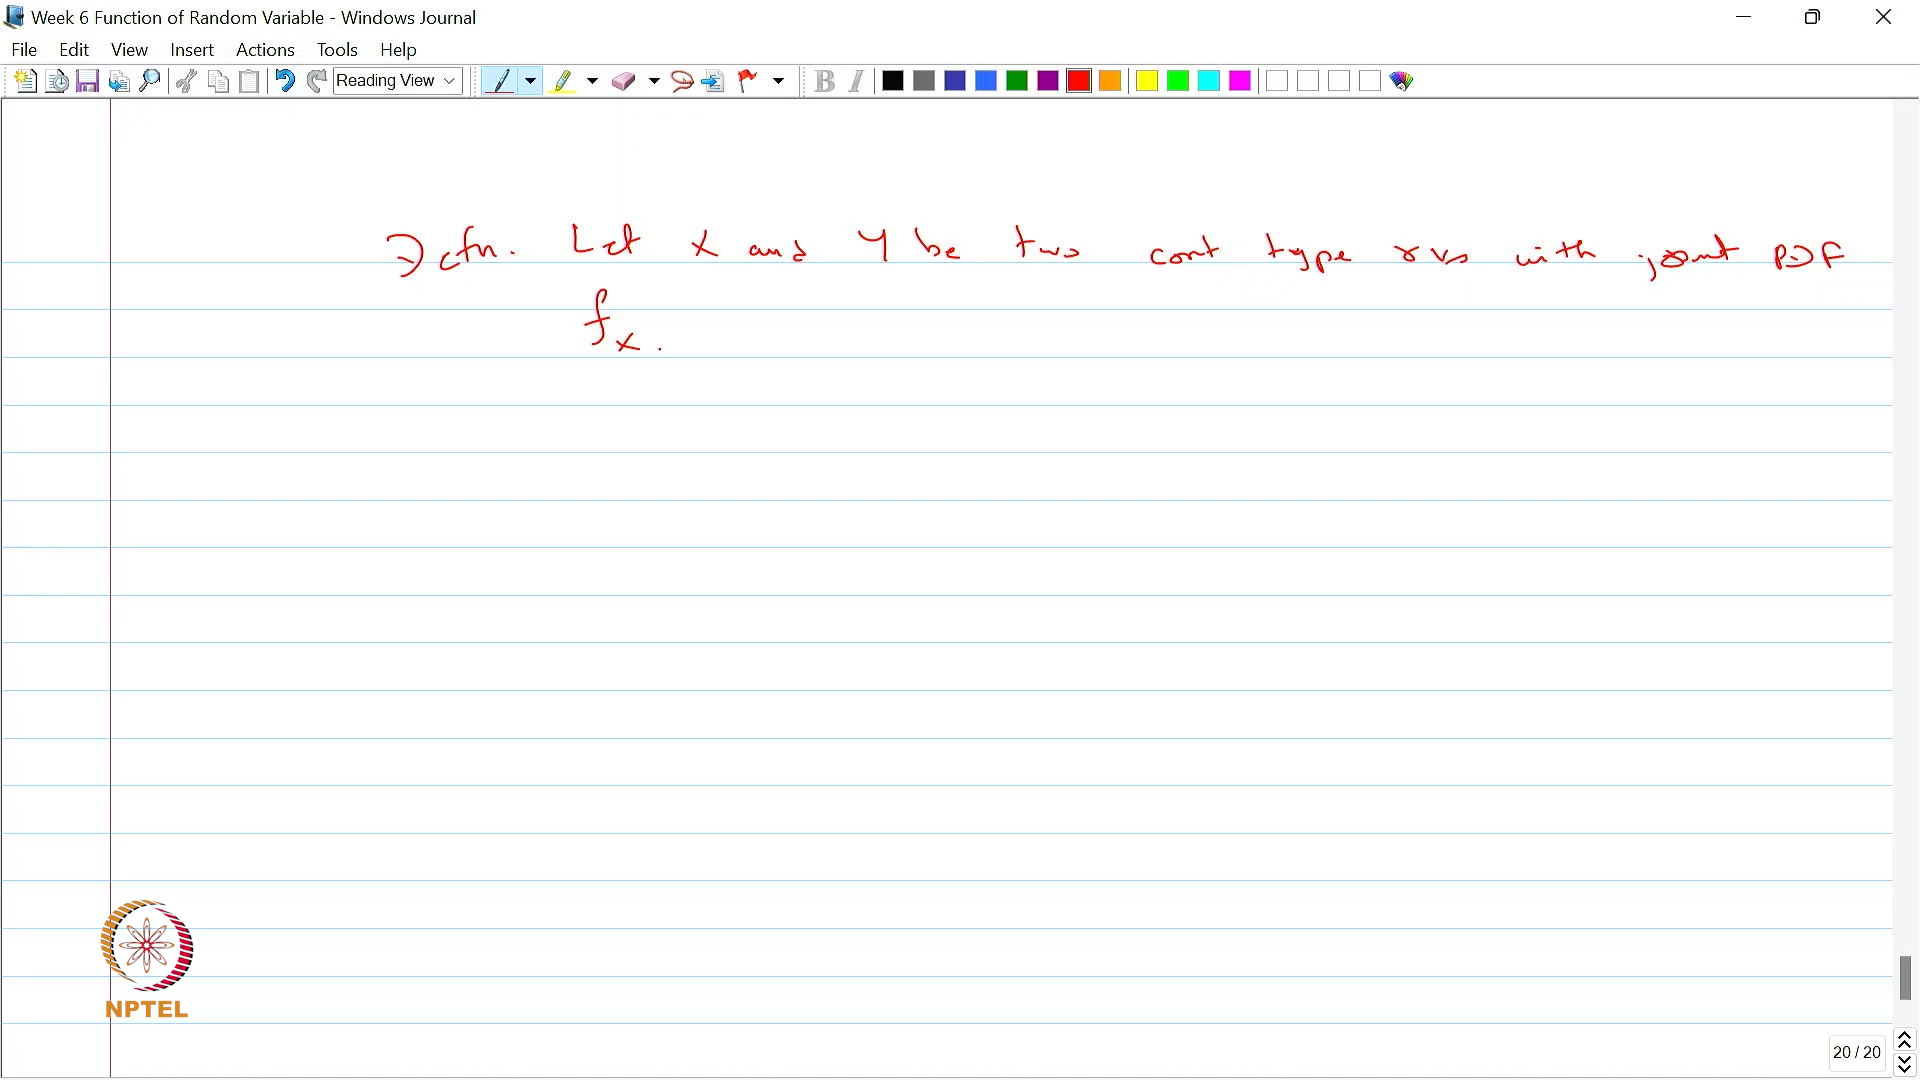 Week 6 Function of Random Variable - Windows Journal
File Edit View Insert Actions Tools Help
Reading View B I
Defn. Let X and Y be two cont type rvs with joint PDF
f_X.
NPTEL
20 / 20